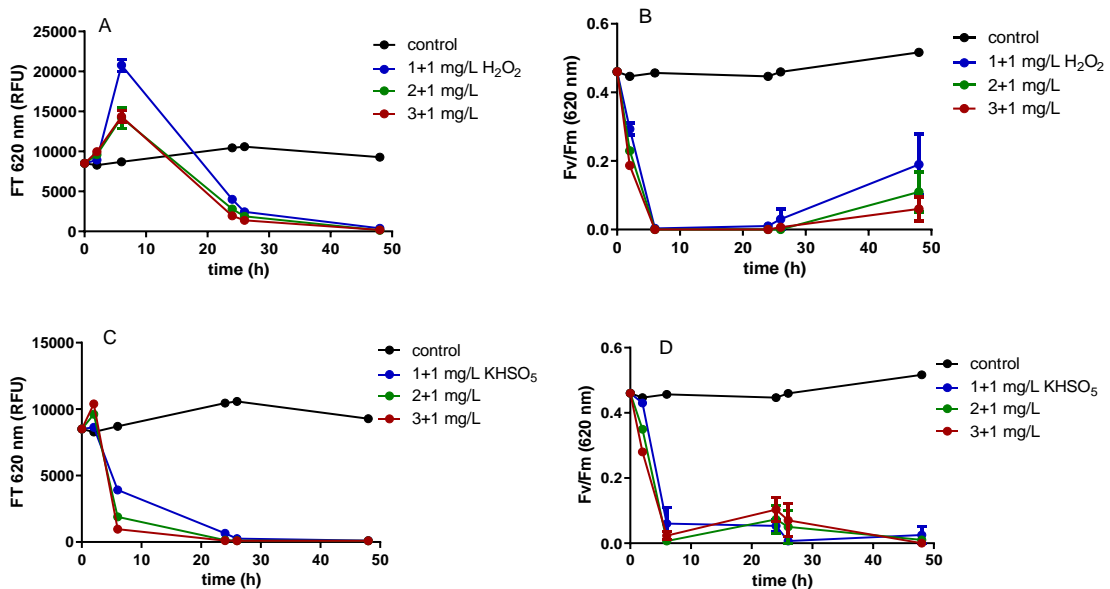 A
FT 620 nm (RFU)
25000
20000
15000
10000
5000
0
0 10 20 30 40 50
time (h)
control
1+1 mg/L H₂O₂
2+1 mg/L
3+1 mg/L
B
Fv/Fm (620 nm)
0.6
0.4
0.2
0.0
0 10 20 30 40 50
time (h)
control
1+1 mg/L H₂O₂
2+1 mg/L
3+1 mg/L
C
FT 620 nm (RFU)
15000
10000
5000
0
0 10 20 30 40 50
time (h)
control
1+1 mg/L KHSO₅
2+1 mg/L
3+1 mg/L
D
Fv/Fm (620 nm)
0.6
0.4
0.2
0.0
0 10 20 30 40 50
time (h)
control
1+1 mg/L KHSO₅
2+1 mg/L
3+1 mg/L